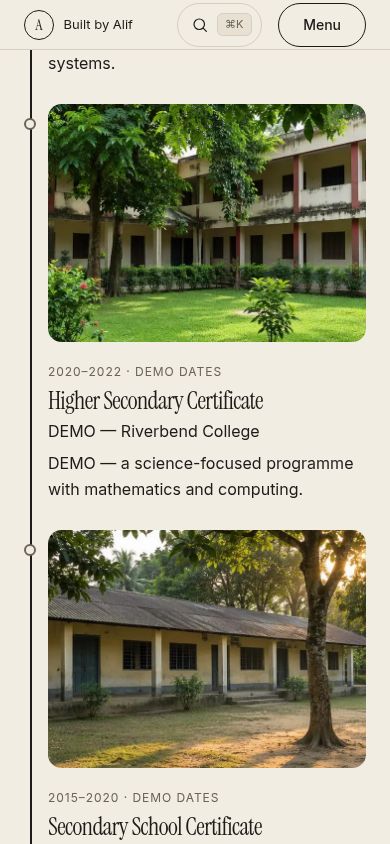 A
Built by Alif
⌘K
Menu
systems.
2020–2022 · DEMO DATES
Higher Secondary Certificate
DEMO — Riverbend College
DEMO — a science-focused programme
with mathematics and computing.
2015–2020 · DEMO DATES
Secondary School Certificate